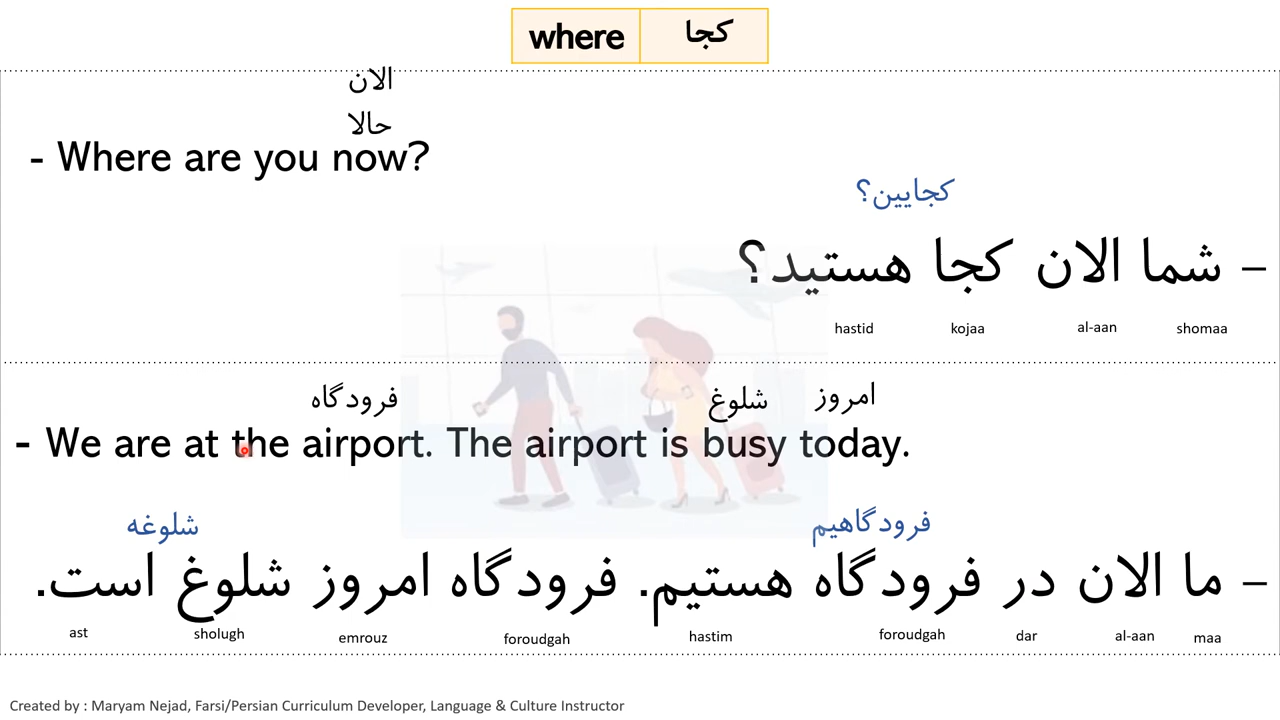 where کجا
الان
حالا
- Where are you now?
کجایین؟
– شما الان کجا هستید؟
hastid kojaa al-aan shomaa
فرودگاه شلوغ امروز
- We are at the airport. The airport is busy today.
شلوغه فرودگاهیم
– ما الان در فرودگاه هستیم. فرودگاه امروز شلوغ است.
ast sholugh emrouz foroudgah hastim foroudgah dar al-aan maa
Created by : Maryam Nejad, Farsi/Persian Curriculum Developer, Language & Culture Instructor